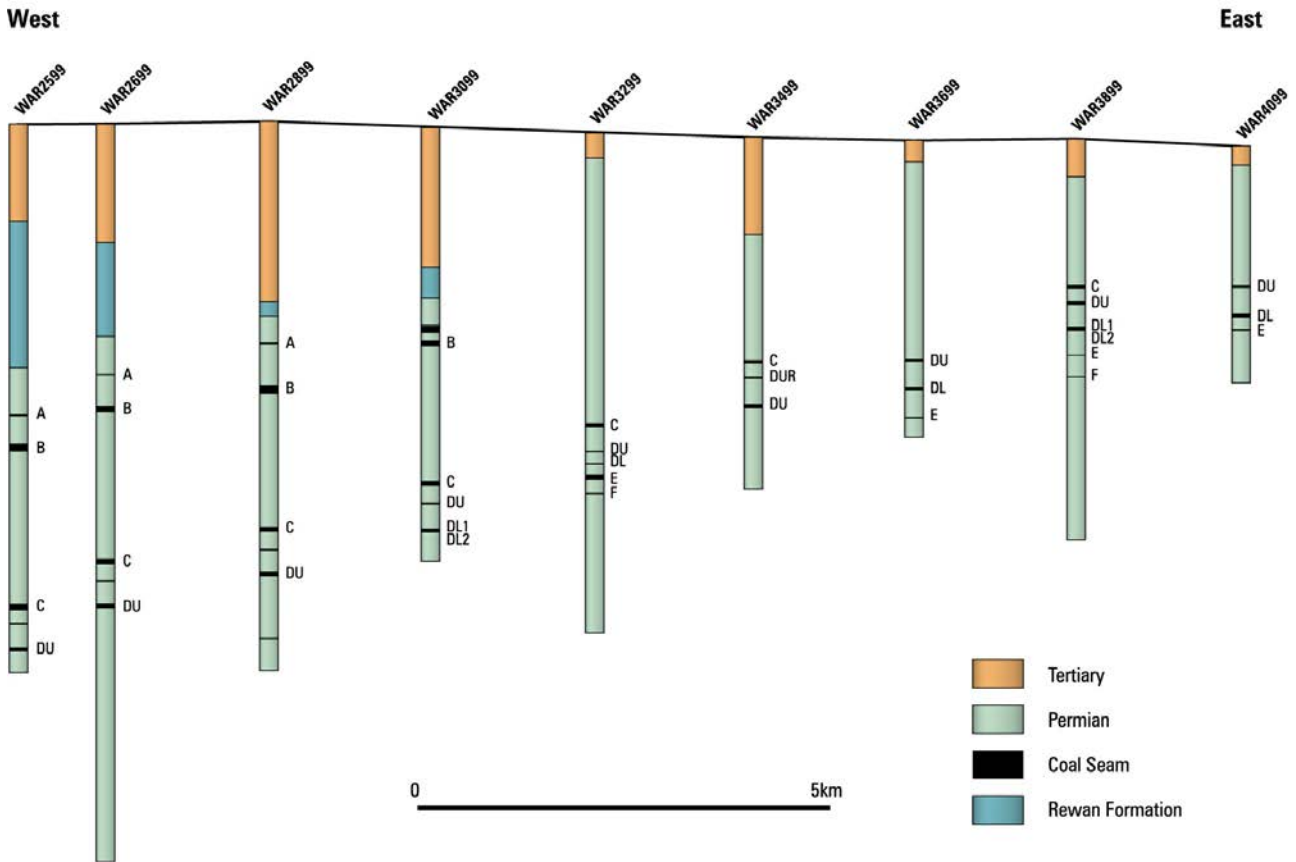 West
East
WAR2599
WAR2699
WAR2899
WAR3099
WAR3299
WAR3499
WAR3699
WAR3899
WAR4099
A
B
C
DU
A
B
C
DU
A
B
C
DU
B
C
DU
DL1
DL2
C
DU
DL
E
F
C
DUR
DU
DU
DL
E
C
DU
DL1
DL2
E
F
DU
DL
E
Tertiary
Permian
Coal Seam
Rewan Formation
0
5km